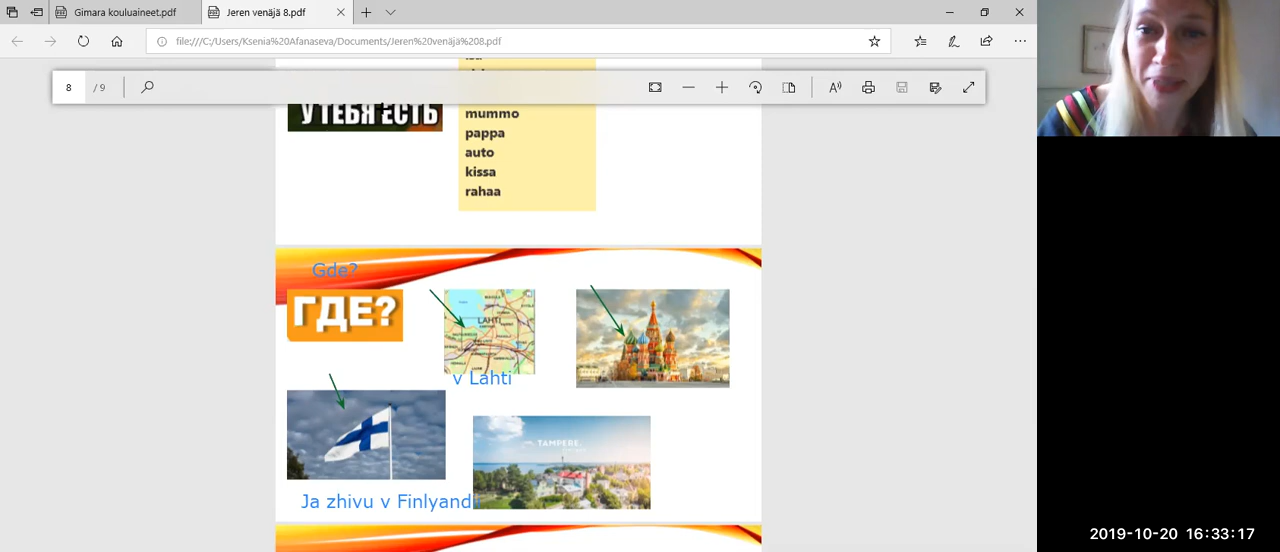 Gimara kouluaineet.pdf
Jeren venäjä 8.pdf
file:///C:/Users/Ksenia%20Afanaseva/Documents/Jeren%20venäjä%208.pdf
8 / 9
У ТЕБЯ ЕСТЬ
mummo
pappa
auto
kissa
rahaa
Gde?
ГДЕ?
LAHTI
v Lahti
TAMPERE
Ja zhivu v Finlyand
2019-10-20 16:33:17